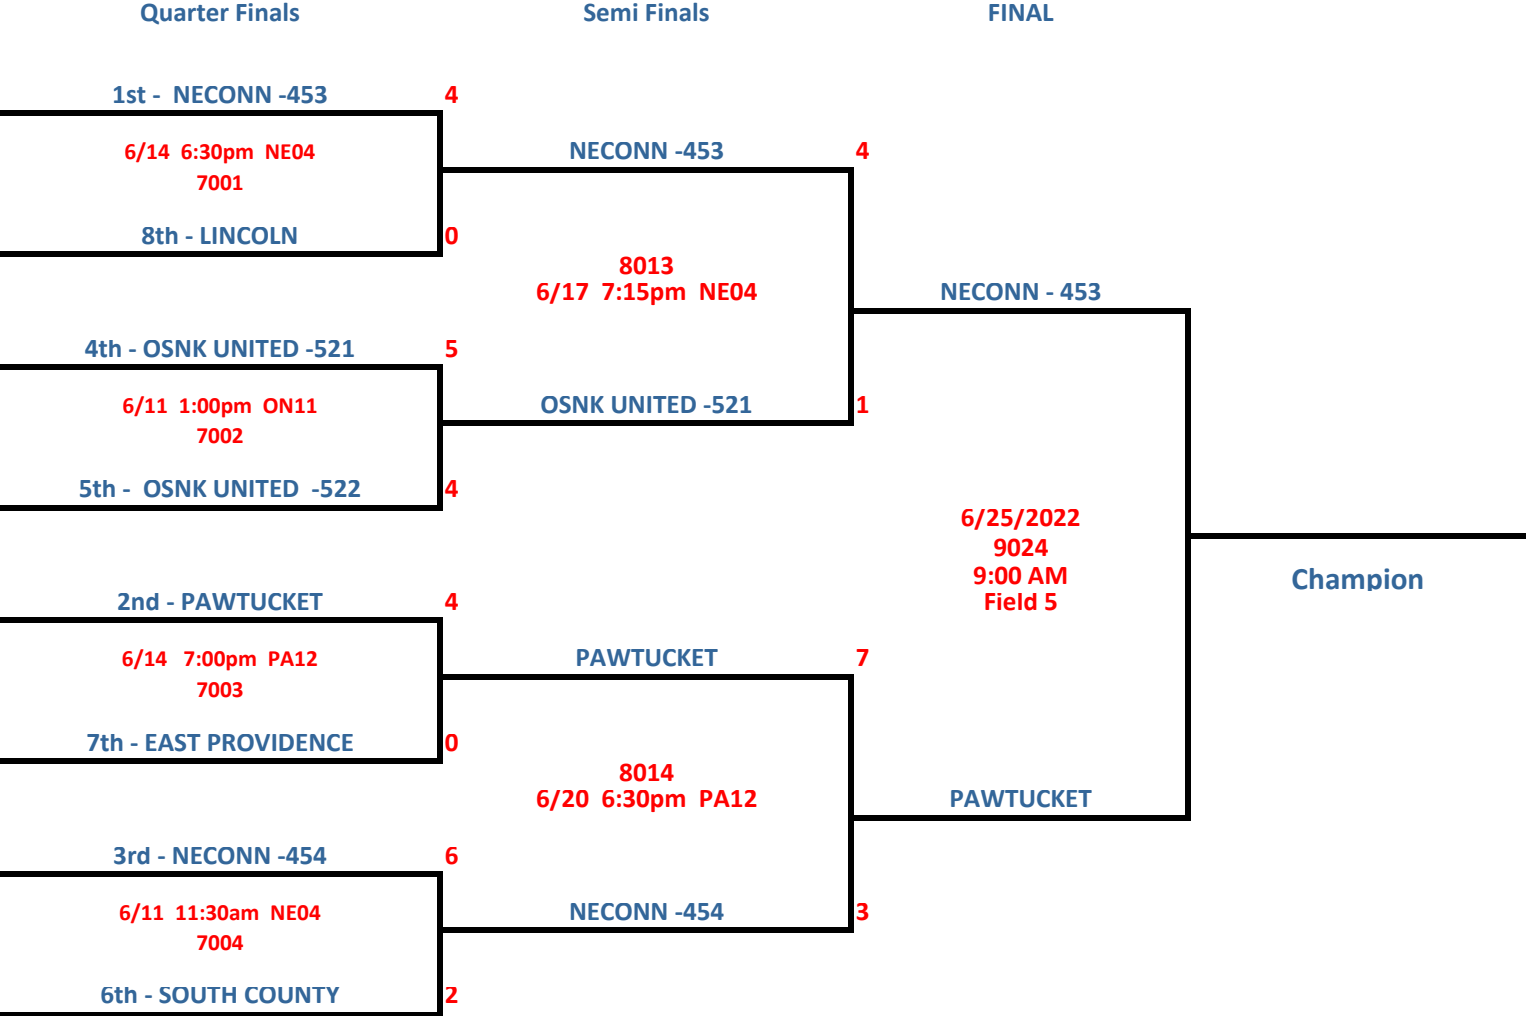 Quarter Finals
Semi Finals
FINAL
1st -  NECONN -453
4
6/14  6:30pm  NE04
7001
8th - LINCOLN
0
NECONN -453
4
8013
6/17  7:15pm  NE04
4th - OSNK UNITED -521
5
6/11  1:00pm  ON11
7002
5th -  OSNK UNITED  -522
4
OSNK UNITED -521
1
NECONN - 453
6/25/2022
9024
9:00 AM
Field 5
Champion
2nd - PAWTUCKET
4
6/14   7:00pm  PA12
7003
7th - EAST PROVIDENCE
0
PAWTUCKET
7
8014
6/20  6:30pm  PA12
PAWTUCKET
3rd - NECONN -454
6
6/11  11:30am  NE04
7004
6th - SOUTH COUNTY
2
NECONN -454
3